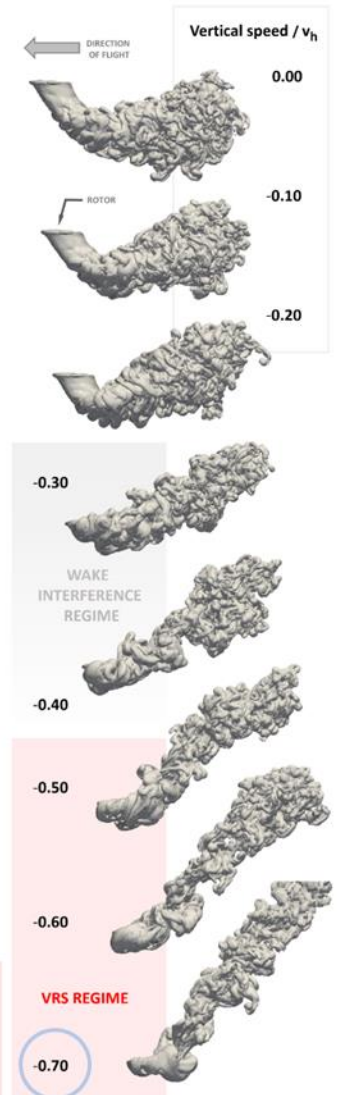 Vertical speed / vh
DIRECTION
OF FLIGHT
0.00
-0.10
ROTOR
-0.20
-0.30
WAKE
INTERFERENCE
REGIME
-0.40
-0.50
-0.60
VRS REGIME
-0.70